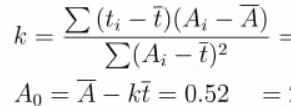 k = \frac{\sum (t_i - \bar{t})(A_i - \overline{A})}{\sum (A_i - \bar{t})^2} =
A_0 = \overline{A} - k\bar{t} = 0.52 =